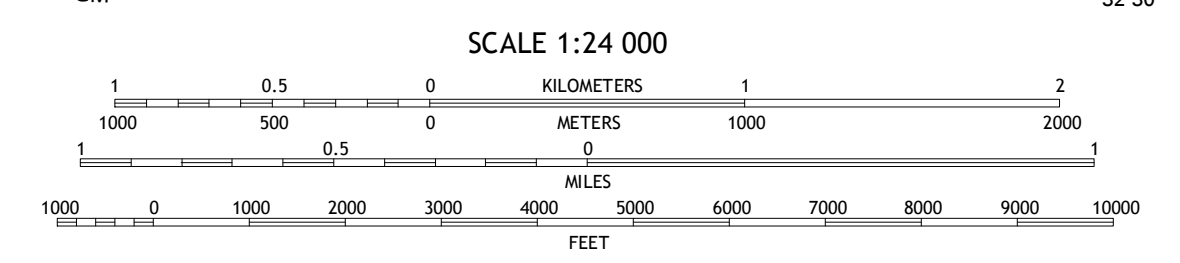 SCALE 1:24 000
1 0.5 0 KILOMETERS 1 2
1000 500 0 METERS 1000 2000
1 0.5 0 1
MILES
1000 0 1000 2000 3000 4000 5000 6000 7000 8000 9000 10000
FEET